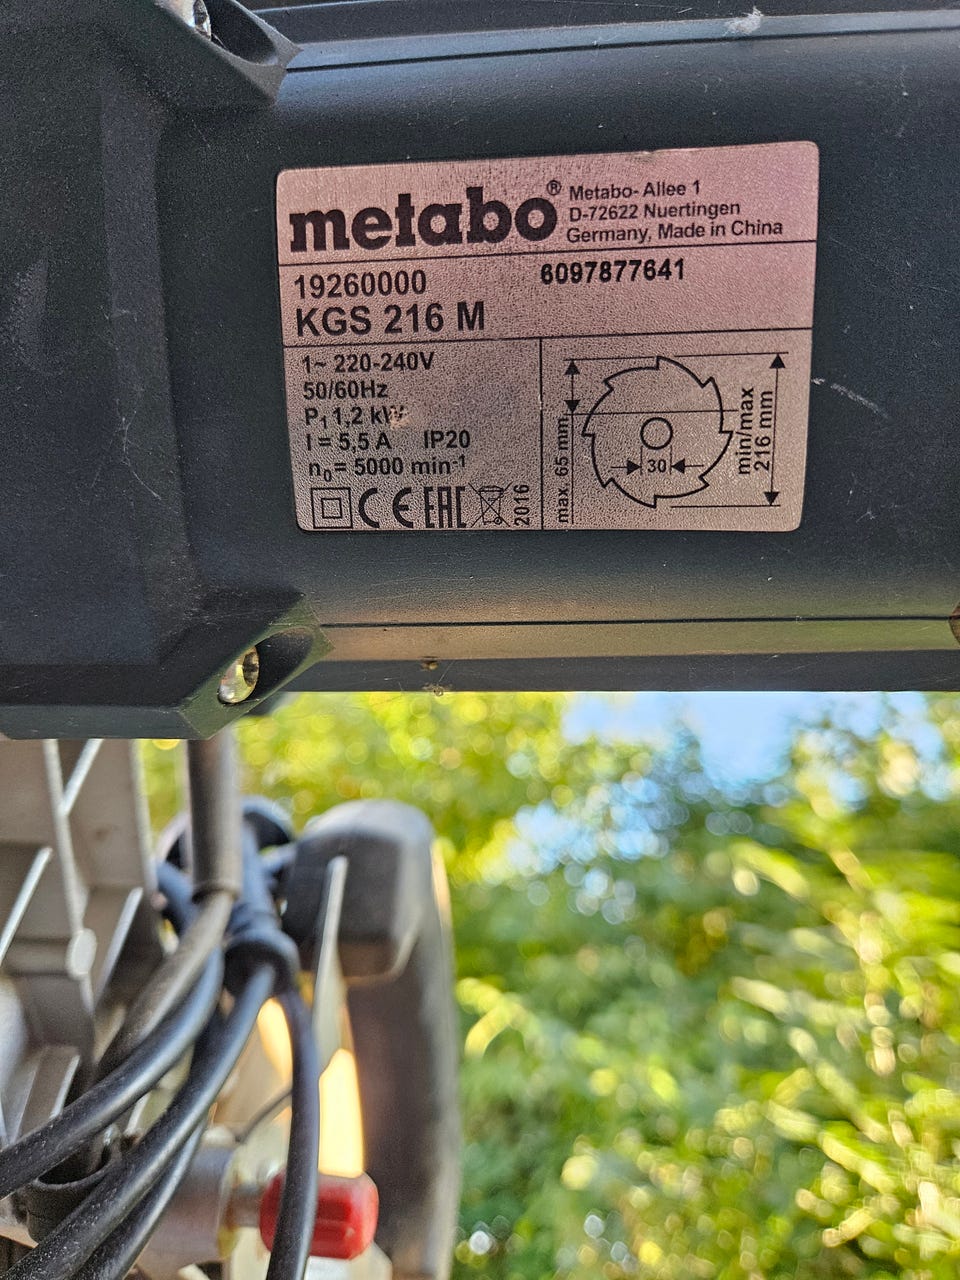 metabo®
Metabo- Allee 1
D-72622 Nuertingen
Germany, Made in China
19260000
6097877641
KGS 216 M
1~ 220-240V
50/60Hz
P₁ 1,2 kW
I = 5,5 A IP20
n₀ = 5000 min⁻¹
CE EAC 2016
max. 65 mm
30
min/max
216 mm